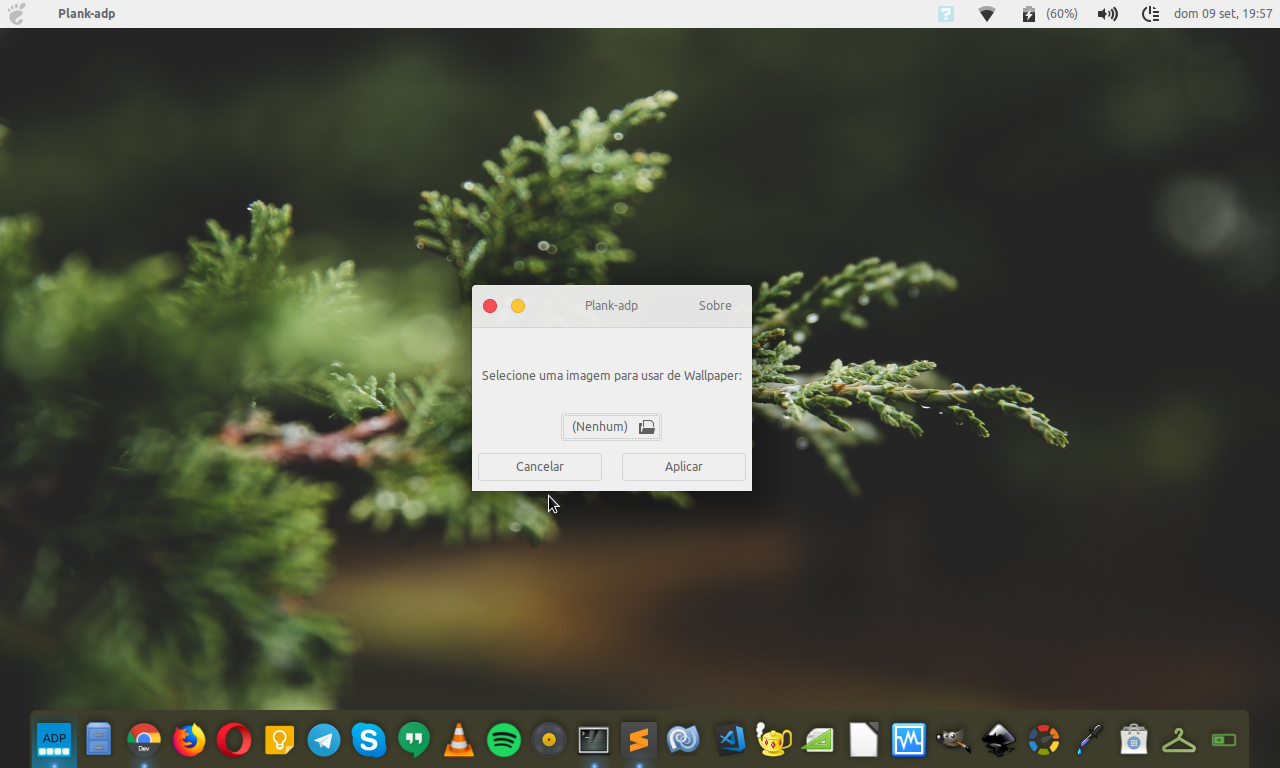 Plank-adp
?
(60%)
dom 09 set, 19:57
Plank-adp
Sobre
Selecione uma imagem para usar de Wallpaper:
(Nenhum)
Cancelar
Aplicar
ADP
Dev